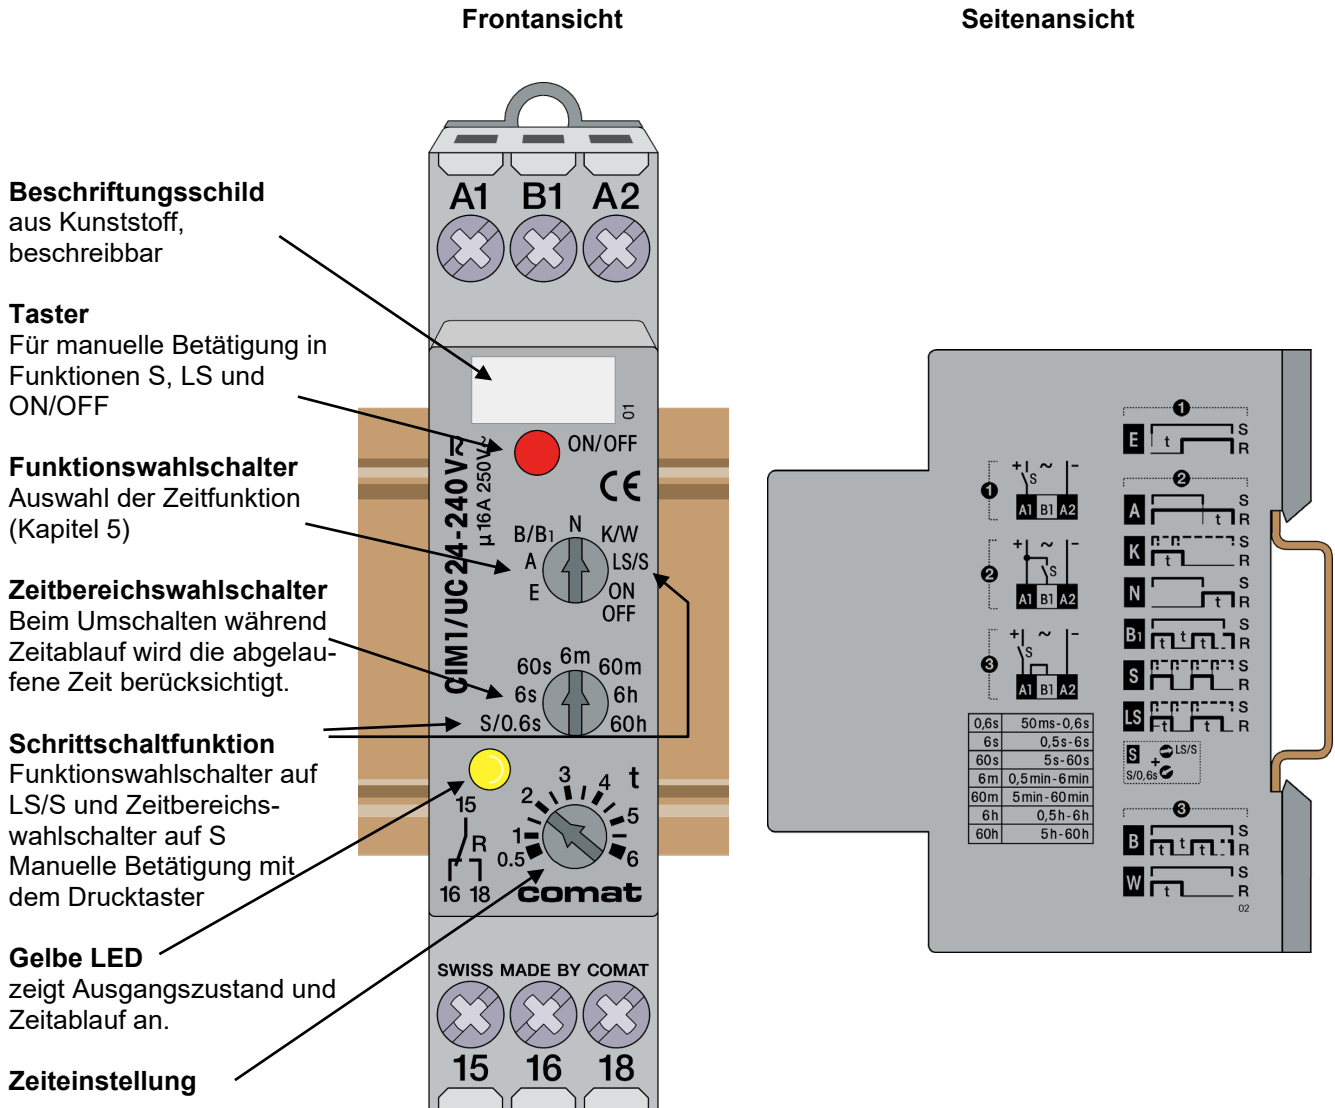 Frontansicht
Seitenansicht
Beschriftungsschild
aus Kunststoff,
beschreibbar
Taster
Für manuelle Betätigung in
Funktionen S, LS und
ON/OFF
Funktionswahlschalter
Auswahl der Zeitfunktion
(Kapitel 5)
Zeitbereichswahlschalter
Beim Umschalten während
Zeitablauf wird die abgelau-
fene Zeit berücksichtigt.
Schrittschaltfunktion
Funktionswahlschalter auf
LS/S und Zeitbereichs-
wahlschalter auf S
Manuelle Betätigung mit
dem Drucktaster
Gelbe LED
zeigt Ausgangszustand und
Zeitablauf an.
Zeiteinstellung
A1 B1 A2
01
ON/OFF
CE
CIM1/UC24-240V≂
µ 16A 250V~
N
B/B1 K/W
A LS/S
E ON
OFF
6m
60s 60m
6s 6h
S/0.6s 60h
t
3 4
2 5
1
0.5 6
15
R
16 18
comat
SWISS MADE BY COMAT
15 16 18
❶
+ ~ -
S
A1 B1 A2
❷
+ ~ -
S
A1 B1 A2
❸
+ ~ -
S
A1 B1 A2
0,6s 50ms-0,6s
6s 0,5s-6s
60s 5s-60s
6m 0,5min-6min
60m 5min-60min
6h 0,5h-6h
60h 5h-60h
❶
E t S R
❷
A t S R
K t S R
N t S R
B1 t t t S R
S S R
LS t t S R
S + LS/S
S/0,6s
❸
B t t t S R
W t S R
02